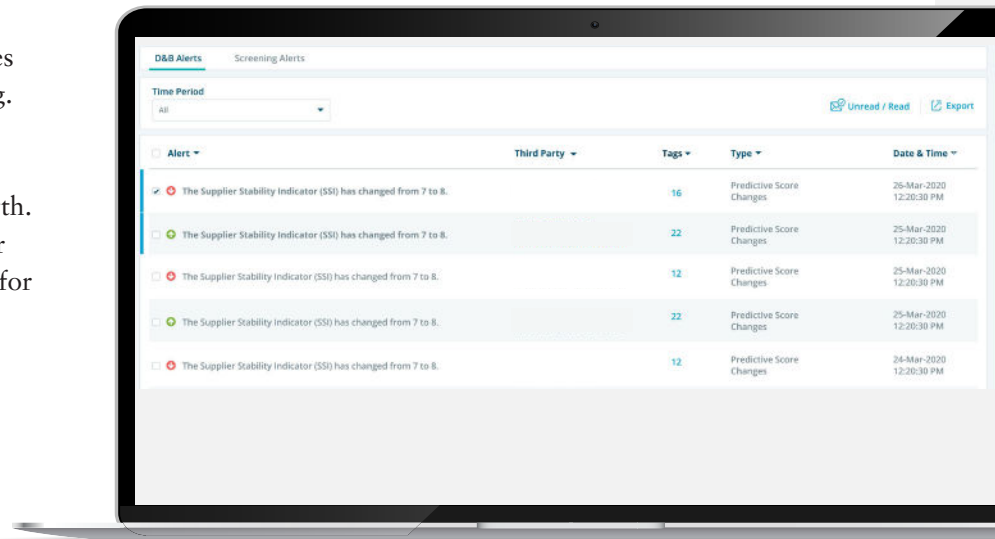 es
g.
th.
r
for
D&B Alerts Screening Alerts
Time Period
All
Unread / Read Export
Alert Third Party Tags Type Date & Time
The Supplier Stability Indicator (SSI) has changed from 7 to 8. 16 Predictive Score Changes 26-Mar-2020 12:20:30 PM
The Supplier Stability Indicator (SSI) has changed from 7 to 8. 22 Predictive Score Changes 25-Mar-2020 12:20:30 PM
The Supplier Stability Indicator (SSI) has changed from 7 to 8. 12 Predictive Score Changes 25-Mar-2020 12:20:30 PM
The Supplier Stability Indicator (SSI) has changed from 7 to 8. 22 Predictive Score Changes 25-Mar-2020 12:20:30 PM
The Supplier Stability Indicator (SSI) has changed from 7 to 8. 12 Predictive Score Changes 24-Mar-2020 12:20:30 PM